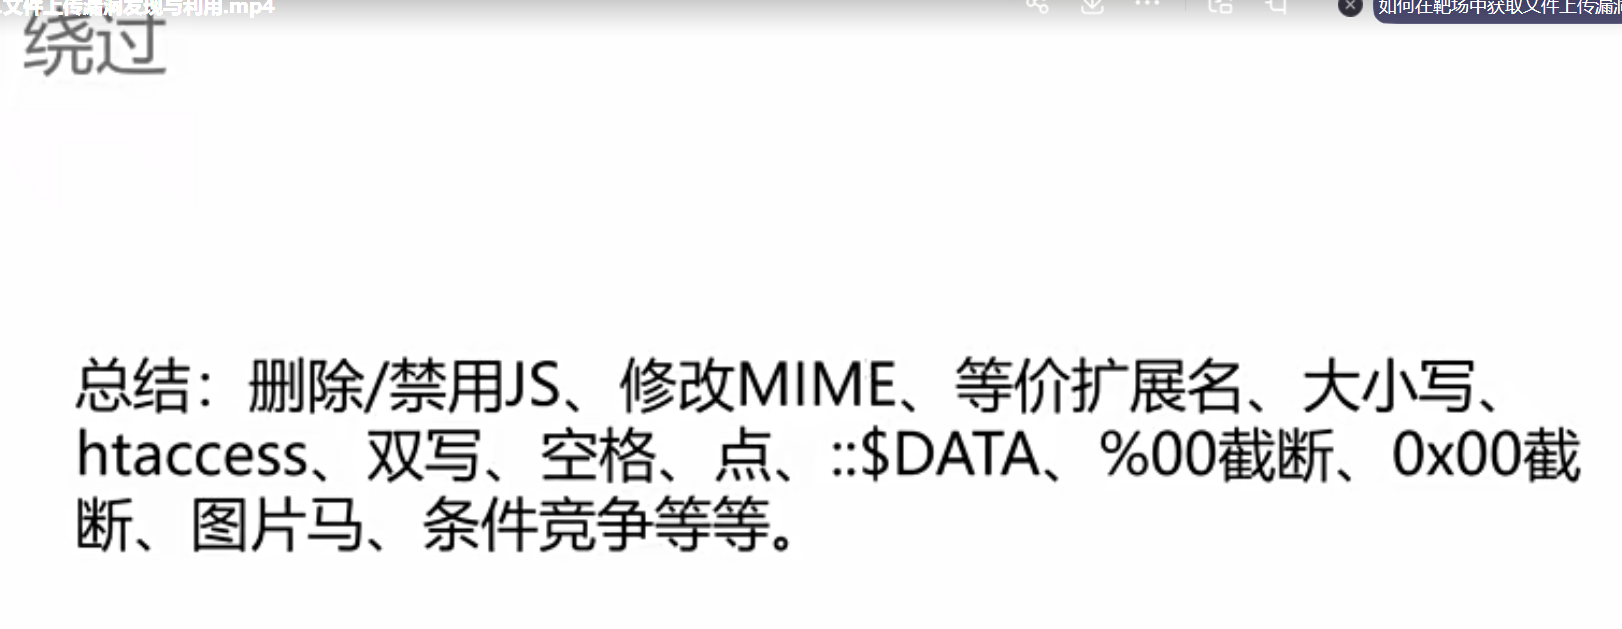 文件上传漏洞发现与利用.mp4
如何在靶场中获取文件上传漏
绕过
总结：删除/禁用JS、修改MIME、等价扩展名、大小写、
htaccess、双写、空格、点、::$DATA、%00截断、0x00截
断、图片马、条件竞争等等。